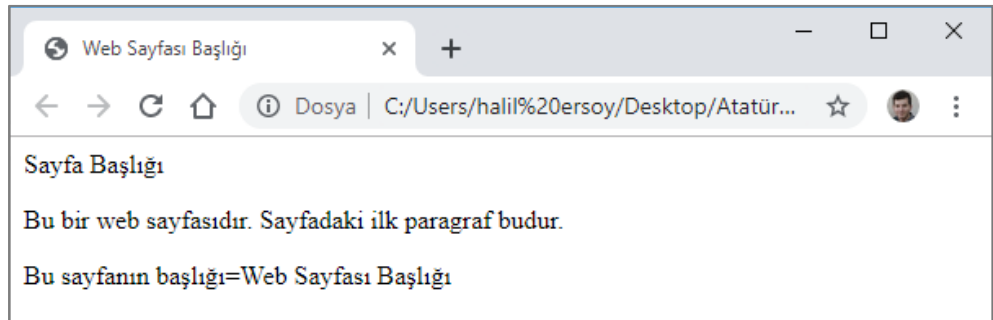 Web Sayfası Başlığı
Dosya | C:/Users/halil%20ersoy/Desktop/Atatür...
Sayfa Başlığı
Bu bir web sayfasıdır. Sayfadaki ilk paragraf budur.
Bu sayfanın başlığı=Web Sayfası Başlığı